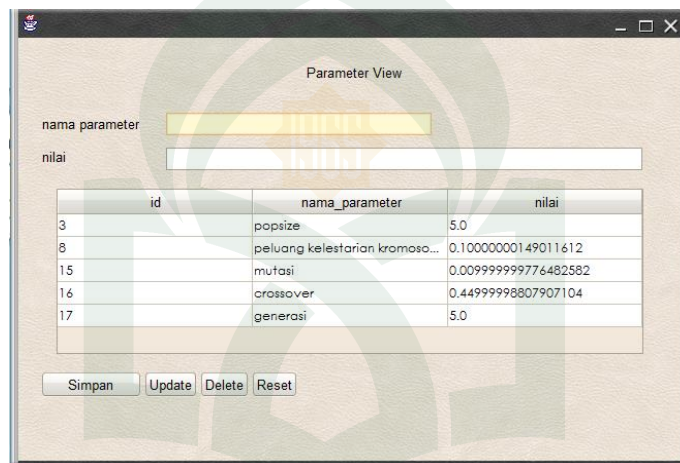 Parameter View
nama parameter
nilai
id nama_parameter nilai
3 popsize 5.0
8 peluang kelestarian kromoso... 0.10000000149011612
15 mutasi 0.009999999776482582
16 crossover 0.44999998807907104
17 generasi 5.0
Simpan Update Delete Reset